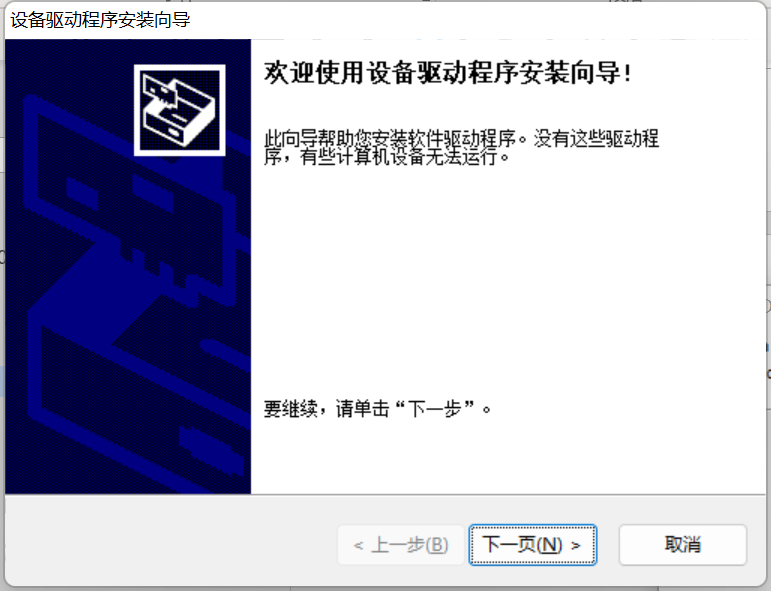 设备驱动程序安装向导
欢迎使用设备驱动程序安装向导!
此向导帮助您安装软件驱动程序。没有这些驱动程
序，有些计算机设备无法运行。
要继续，请单击“下一步”。
< 上一步(B)
下一页(N) >
取消